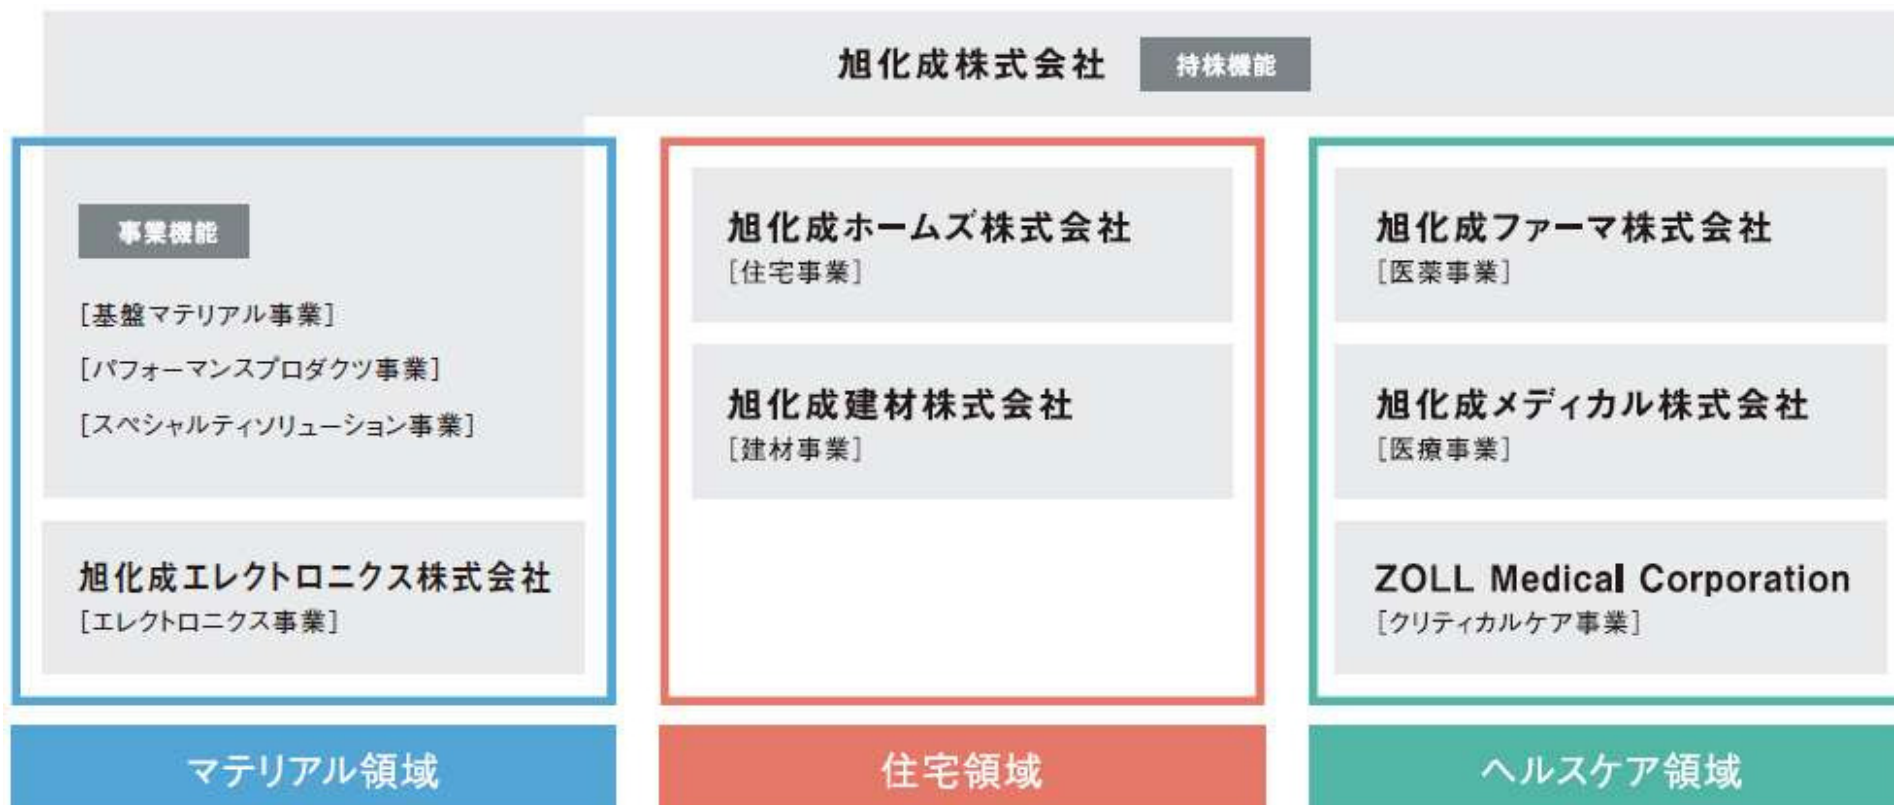 旭化成株式会社 持株機能
事業機能
[基盤マテリアル事業]
[パフォーマンスプロダクツ事業]
[スペシャルティソリューション事業]
旭化成エレクトロニクス株式会社
[エレクトロニクス事業]
マテリアル領域
旭化成ホームズ株式会社
[住宅事業]
旭化成建材株式会社
[建材事業]
住宅領域
旭化成ファーマ株式会社
[医薬事業]
旭化成メディカル株式会社
[医療事業]
ZOLL Medical Corporation
[クリティカルケア事業]
ヘルスケア領域